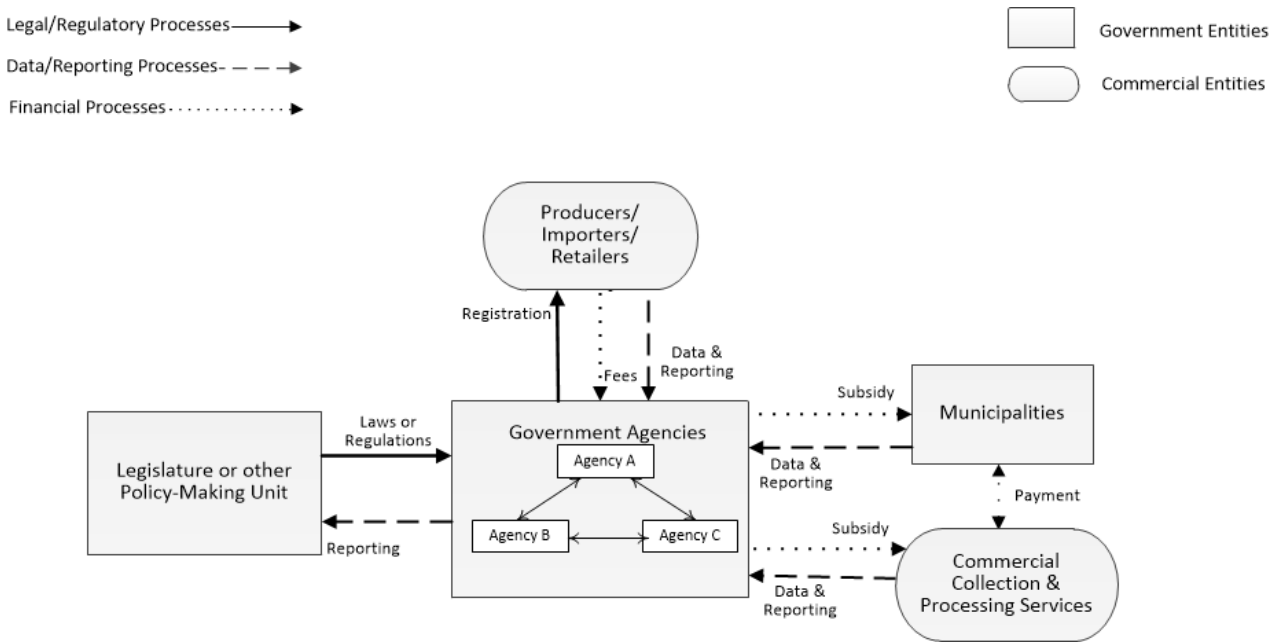 Legal/Regulatory Processes
Data/Reporting Processes
Financial Processes
Government Entities
Commercial Entities
Producers/
Importers/
Retailers
Registration
Fees
Data &
Reporting
Laws or
Regulations
Legislature or other
Policy-Making Unit
Reporting
Government Agencies
Agency A
Agency B
Agency C
Subsidy
Municipalities
Data &
Reporting
Payment
Subsidy
Commercial
Collection &
Processing Services
Data &
Reporting